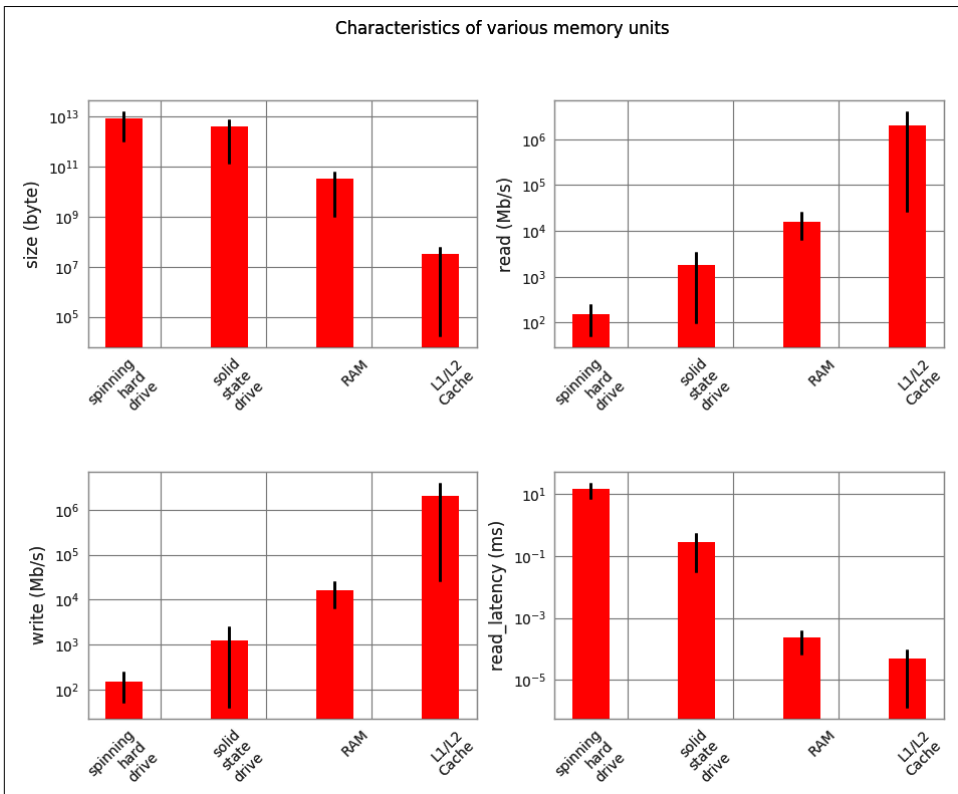 Characteristics of various memory units
size (byte)
10^13
10^11
10^9
10^7
10^5
spinning
hard
drive
solid
state
drive
RAM
L1/L2
Cache
read (Mb/s)
10^6
10^5
10^4
10^3
10^2
spinning
hard
drive
solid
state
drive
RAM
L1/L2
Cache
write (Mb/s)
10^6
10^5
10^4
10^3
10^2
spinning
hard
drive
solid
state
drive
RAM
L1/L2
Cache
read_latency (ms)
10^1
10^-1
10^-3
10^-5
spinning
hard
drive
solid
state
drive
RAM
L1/L2
Cache